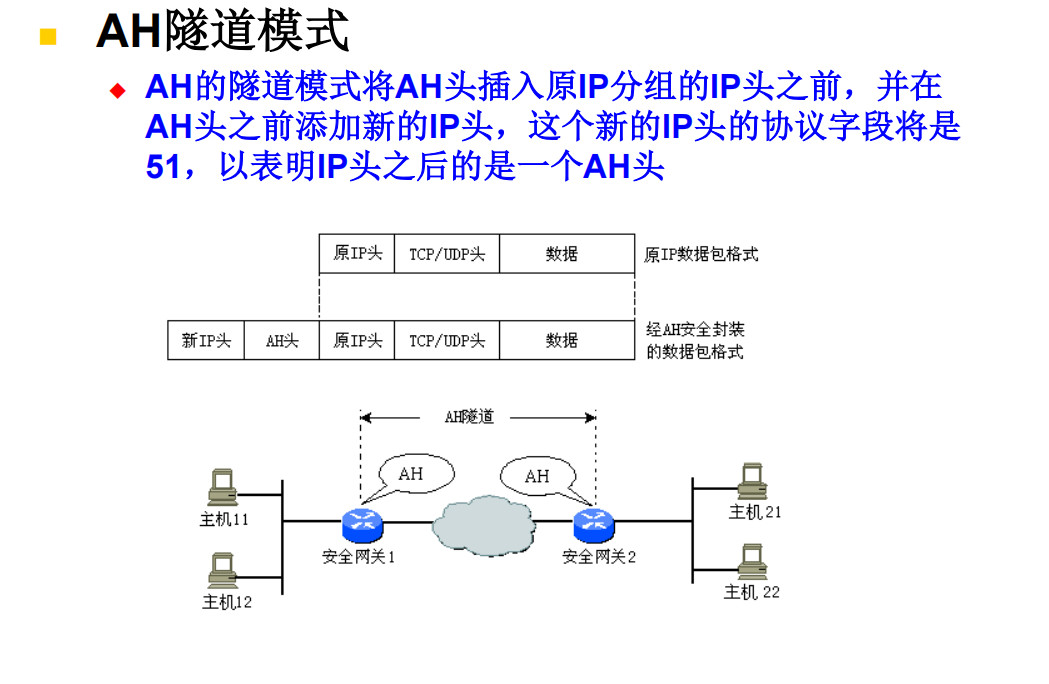 AH隧道模式
AH的隧道模式将AH头插入原IP分组的IP头之前，并在
AH头之前添加新的IP头，这个新的IP头的协议字段将是
51，以表明IP头之后的是一个AH头
原IP头 TCP/UDP头 数据 原IP数据包格式
新IP头 AH头 原IP头 TCP/UDP头 数据 经AH安全封装
的数据包格式
AH隧道
AH AH
主机11 主机21
安全网关1 安全网关2
主机12 主机 22